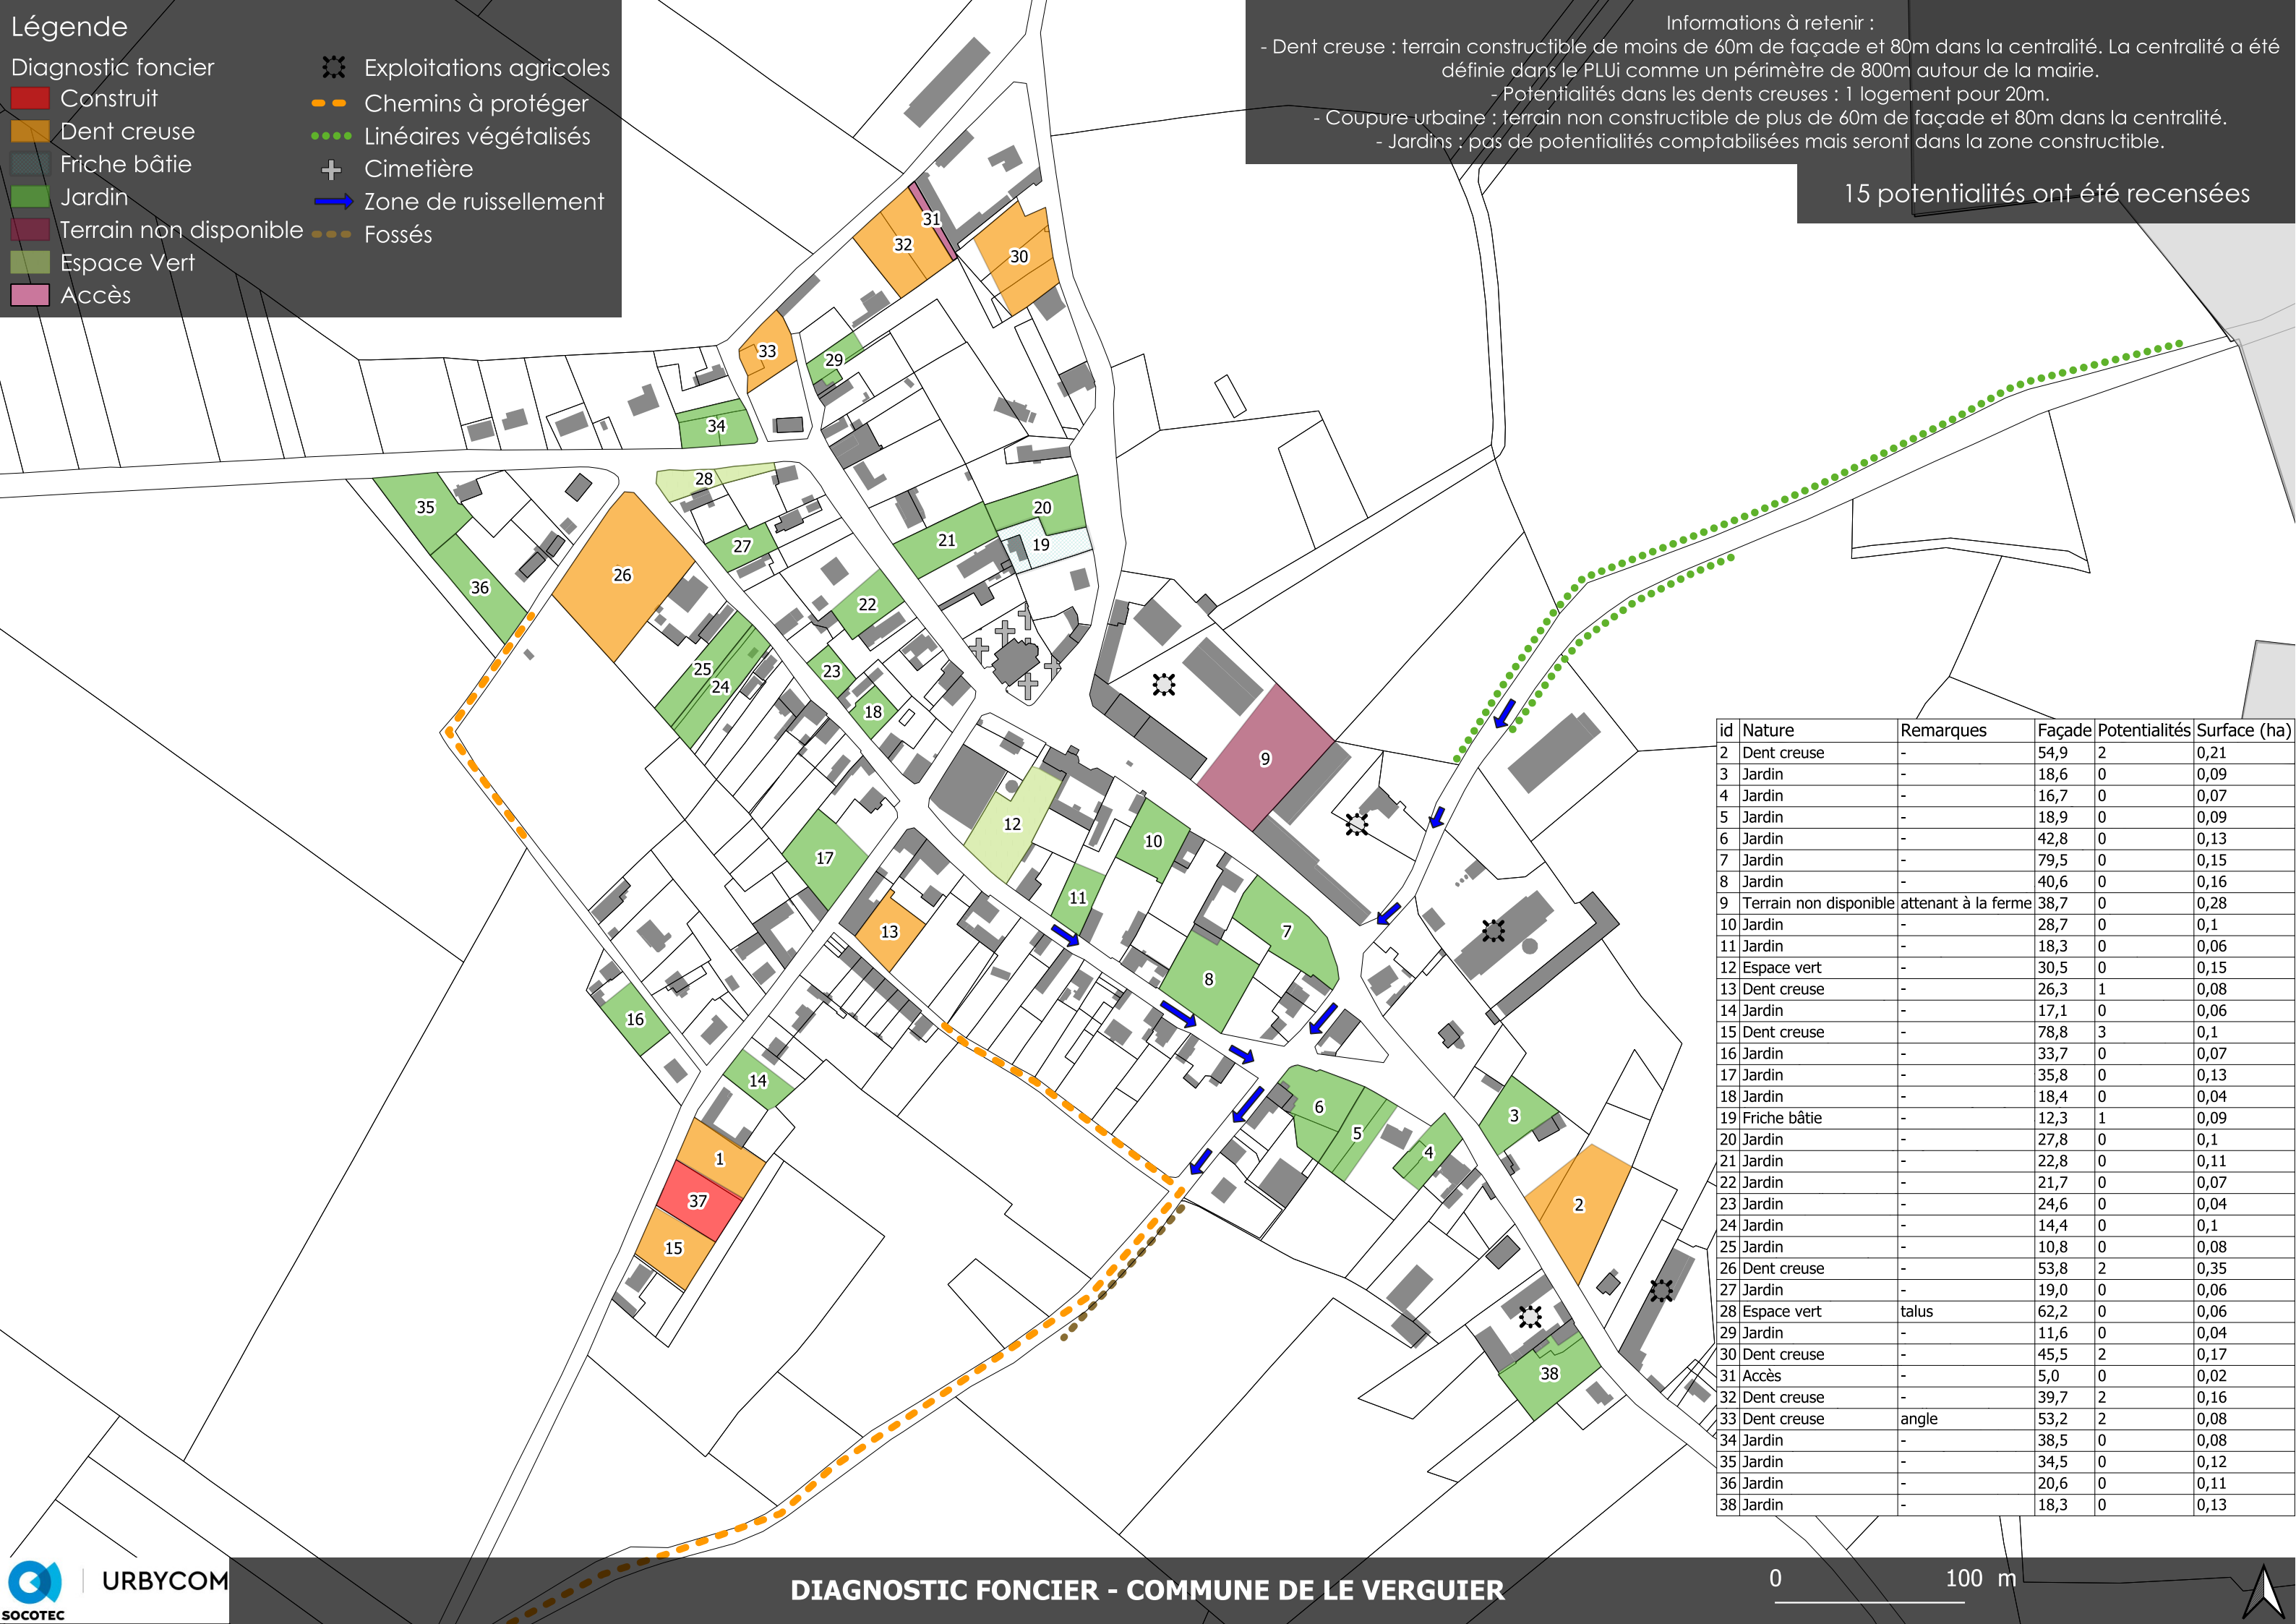 Légende
Diagnostic foncier
Construit
Dent creuse
Friche bâtie
Jardin
Terrain non disponible
Espace Vert
Accès
Exploitations agricoles
Chemins à protéger
Linéaires végétalisés
Cimetière
Zone de ruissellement
Fossés
Informations à retenir :
- Dent creuse : terrain constructible de moins de 60m de façade et 80m dans la centralité. La centralité a été
définie dans le PLUi comme un périmètre de 800m autour de la mairie.
- Potentialités dans les dents creuses : 1 logement pour 20m.
- Coupure urbaine : terrain non constructible de plus de 60m de façade et 80m dans la centralité.
- Jardins : pas de potentialités comptabilisées mais seront dans la zone constructible.
15 potentialités ont été recensées
31
32
30
33
29
34
28
35
20
21
19
27
26
36
22
25
24
23
18
9
12
10
17
11
13
7
8
16
14
6
5
3
4
1
37
15
2
38
id Nature Remarques Façade Potentialités Surface (ha)
2 Dent creuse - 54,9 2 0,21
3 Jardin - 18,6 0 0,09
4 Jardin - 16,7 0 0,07
5 Jardin - 18,9 0 0,09
6 Jardin - 42,8 0 0,13
7 Jardin - 79,5 0 0,15
8 Jardin - 40,6 0 0,16
9 Terrain non disponible attenant à la ferme 38,7 0 0,28
10 Jardin - 28,7 0 0,1
11 Jardin - 18,3 0 0,06
12 Espace vert - 30,5 0 0,15
13 Dent creuse - 26,3 1 0,08
14 Jardin - 17,1 0 0,06
15 Dent creuse - 78,8 3 0,1
16 Jardin - 33,7 0 0,07
17 Jardin - 35,8 0 0,13
18 Jardin - 18,4 0 0,04
19 Friche bâtie - 12,3 1 0,09
20 Jardin - 27,8 0 0,1
21 Jardin - 22,8 0 0,11
22 Jardin - 21,7 0 0,07
23 Jardin - 24,6 0 0,04
24 Jardin - 14,4 0 0,1
25 Jardin - 10,8 0 0,08
26 Dent creuse - 53,8 2 0,35
27 Jardin - 19,0 0 0,06
28 Espace vert talus 62,2 0 0,06
29 Jardin - 11,6 0 0,04
30 Dent creuse - 45,5 2 0,17
31 Accès - 5,0 0 0,02
32 Dent creuse - 39,7 2 0,16
33 Dent creuse angle 53,2 2 0,08
34 Jardin - 38,5 0 0,08
35 Jardin - 34,5 0 0,12
36 Jardin - 20,6 0 0,11
38 Jardin - 18,3 0 0,13
SOCOTEC
URBYCOM
DIAGNOSTIC FONCIER - COMMUNE DE LE VERGUIER
0 100 m